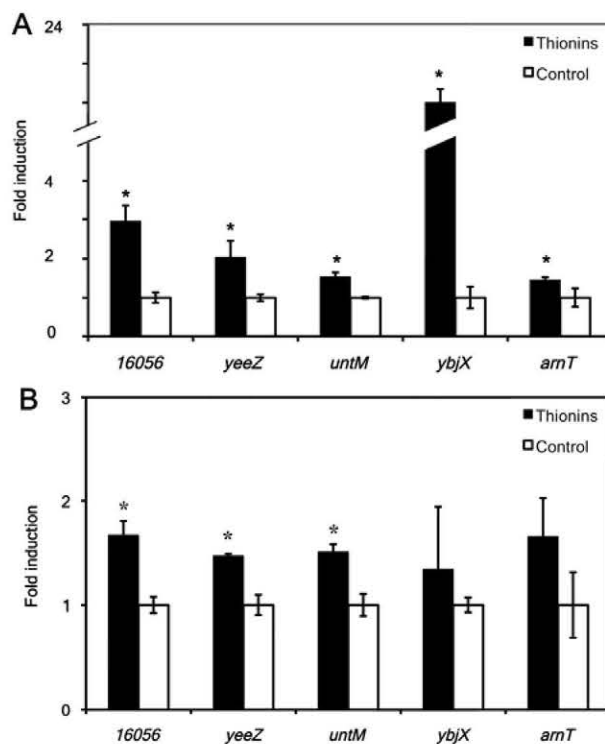 A
24
Thionins
Control
Fold induction
4
2
0
*
*
*
*
*
16056 yeeZ untM ybjX arnT
B
3
Thionins
Control
Fold induction
2
1
0
*
*
*
16056 yeeZ untM ybjX arnT